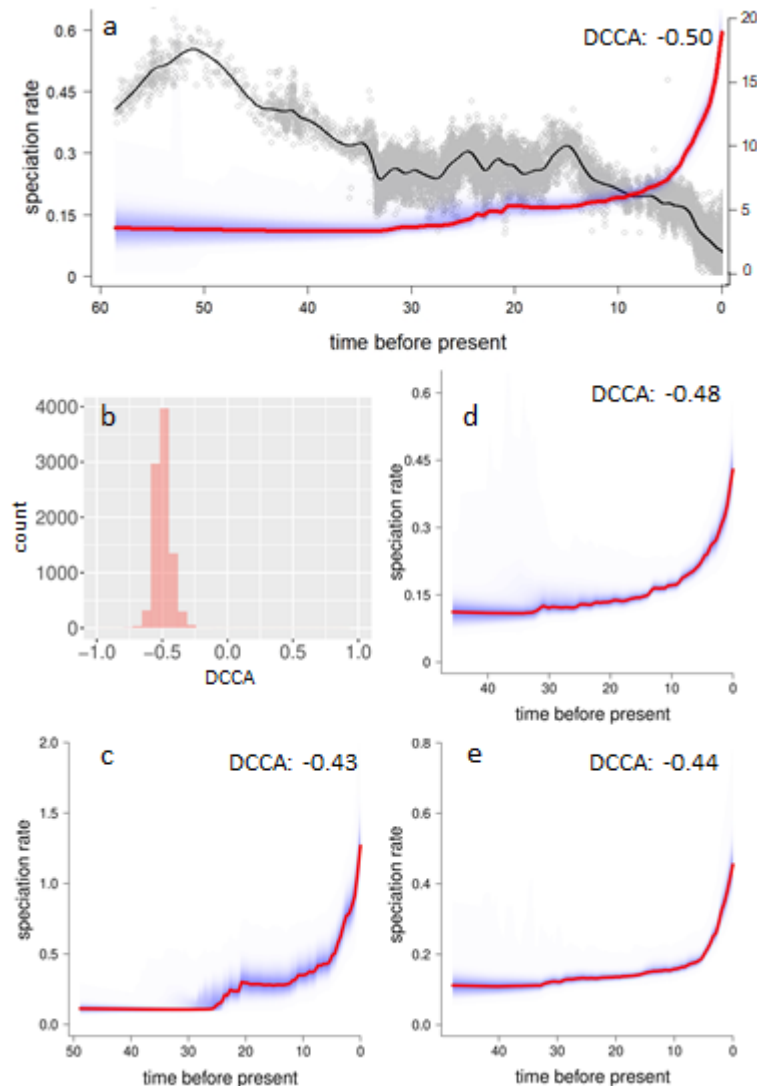 a
DCCA: -0.50
0.6
0.45
0.3
0.15
0
speciation rate
20
15
10
5
0
60 50 40 30 20 10 0
time before present
b
4000
3000
2000
1000
0
count
−1.0 −0.5 0.0 0.5 1.0
DCCA
d
DCCA: -0.48
0.6
0.45
0.3
0.15
0
speciation rate
40 30 20 10 0
time before present
c
DCCA: -0.43
2.0
1.5
1.0
0.5
0.0
speciation rate
50 40 30 20 10 0
time before present
e
DCCA: -0.44
0.8
0.6
0.4
0.2
0.0
speciation rate
40 30 20 10 0
time before present